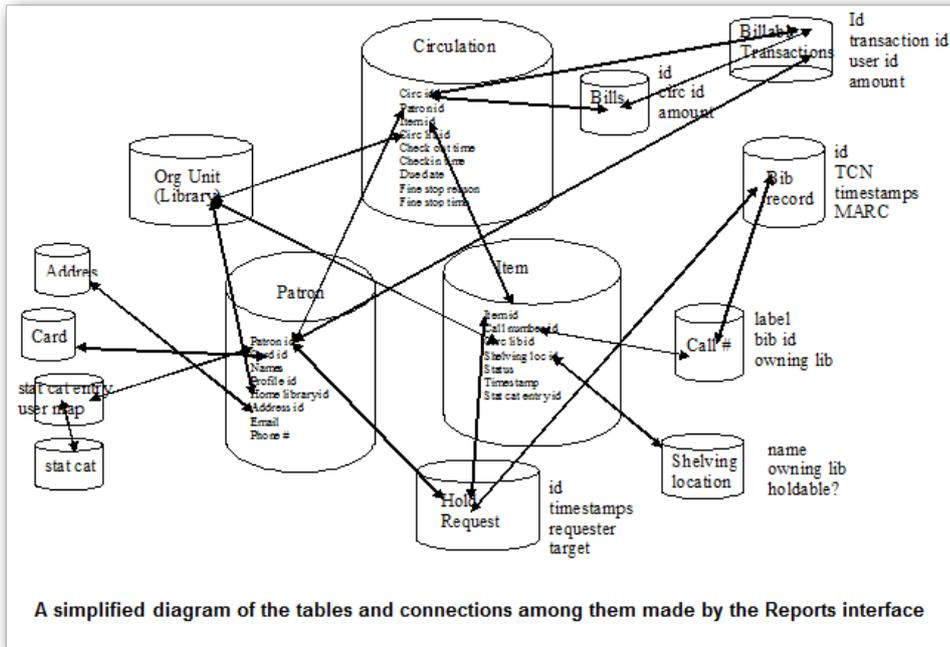 Circulation
Circ id
Patron id
Item id
Circ lib id
Check out time
Checkin time
Due date
Fine stop reason
Fine stop time
Billable
Transactions
Id
transaction id
user id
amount
Bills
id
circ id
amount
Org Unit
(Library)
Bib
record
id
TCN
timestamps
MARC
Addres
Card
stat cat entry
user map
stat cat
Patron
Patron id
Card id
Names
Profile id
Home library id
Address id
Email
Phone #
Item
Item id
Call number id
Circ lib id
Shelving loc id
Status
Timestamp
Stat cat entry id
Call #
label
bib id
owning lib
Shelving
location
name
owning lib
holdable?
Hold
Request
id
timestamps
requester
target
A simplified diagram of the tables and connections among them made by the Reports interface